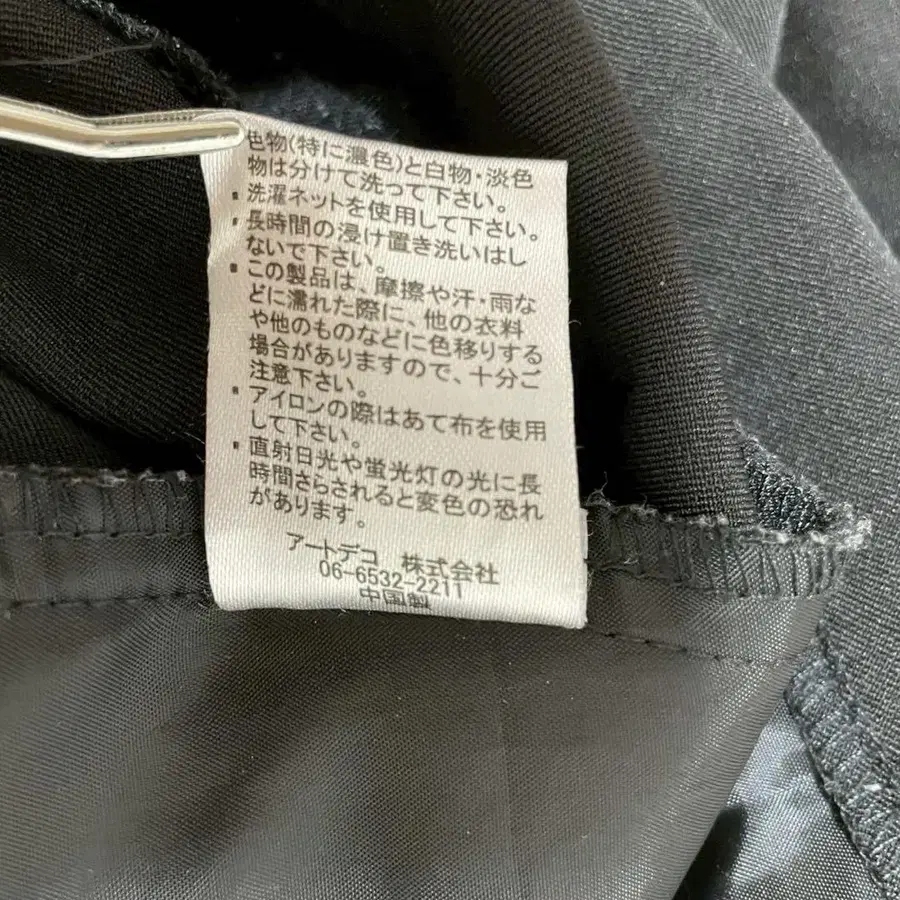 色物(特に濃色)と白物・淡色
物は分けて洗って下さい。
▪洗濯ネットを使用して下さい。
▪長時間の浸け置き洗いはし
ないで下さい。
▪この製品は、摩擦や汗・雨な
どに濡れた際に、他の衣料
や他のものなどに色移りする
場合がありますので、十分ご
注意下さい。
▪アイロンの際はあて布を使用
して下さい。
▪直射日光や蛍光灯の光に長
時間さらされると変色の恐れ
があります。
アートデコ 株式会社
06-6532-2211
中国製